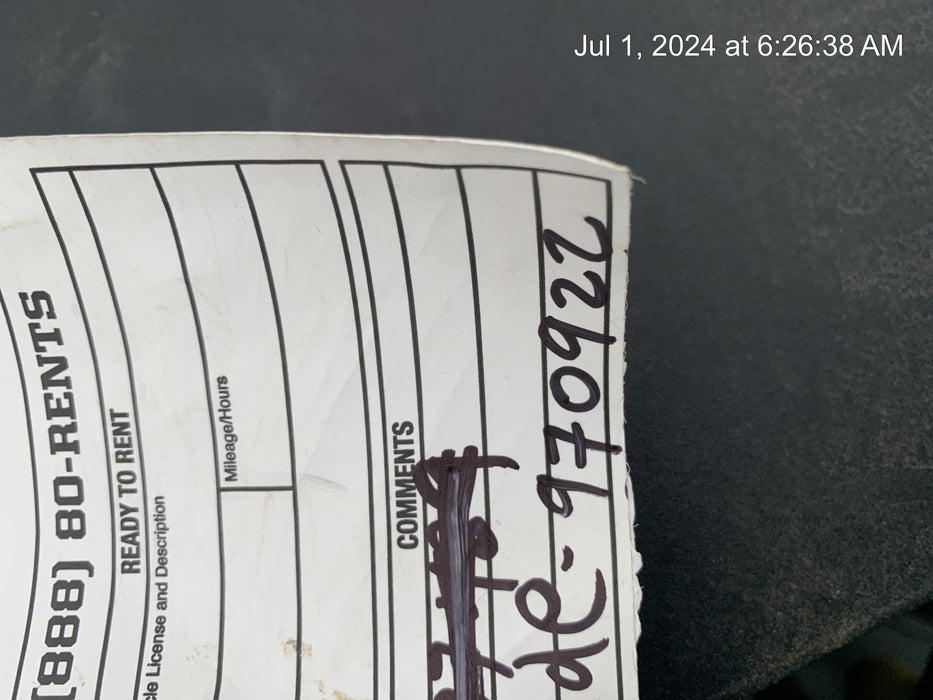 Jul 1, 2024 at 6:26:38 AM
(888) 80-RENTS
READY TO RENT
cle License and Description
Mileage/Hours
COMMENTS
de-970922